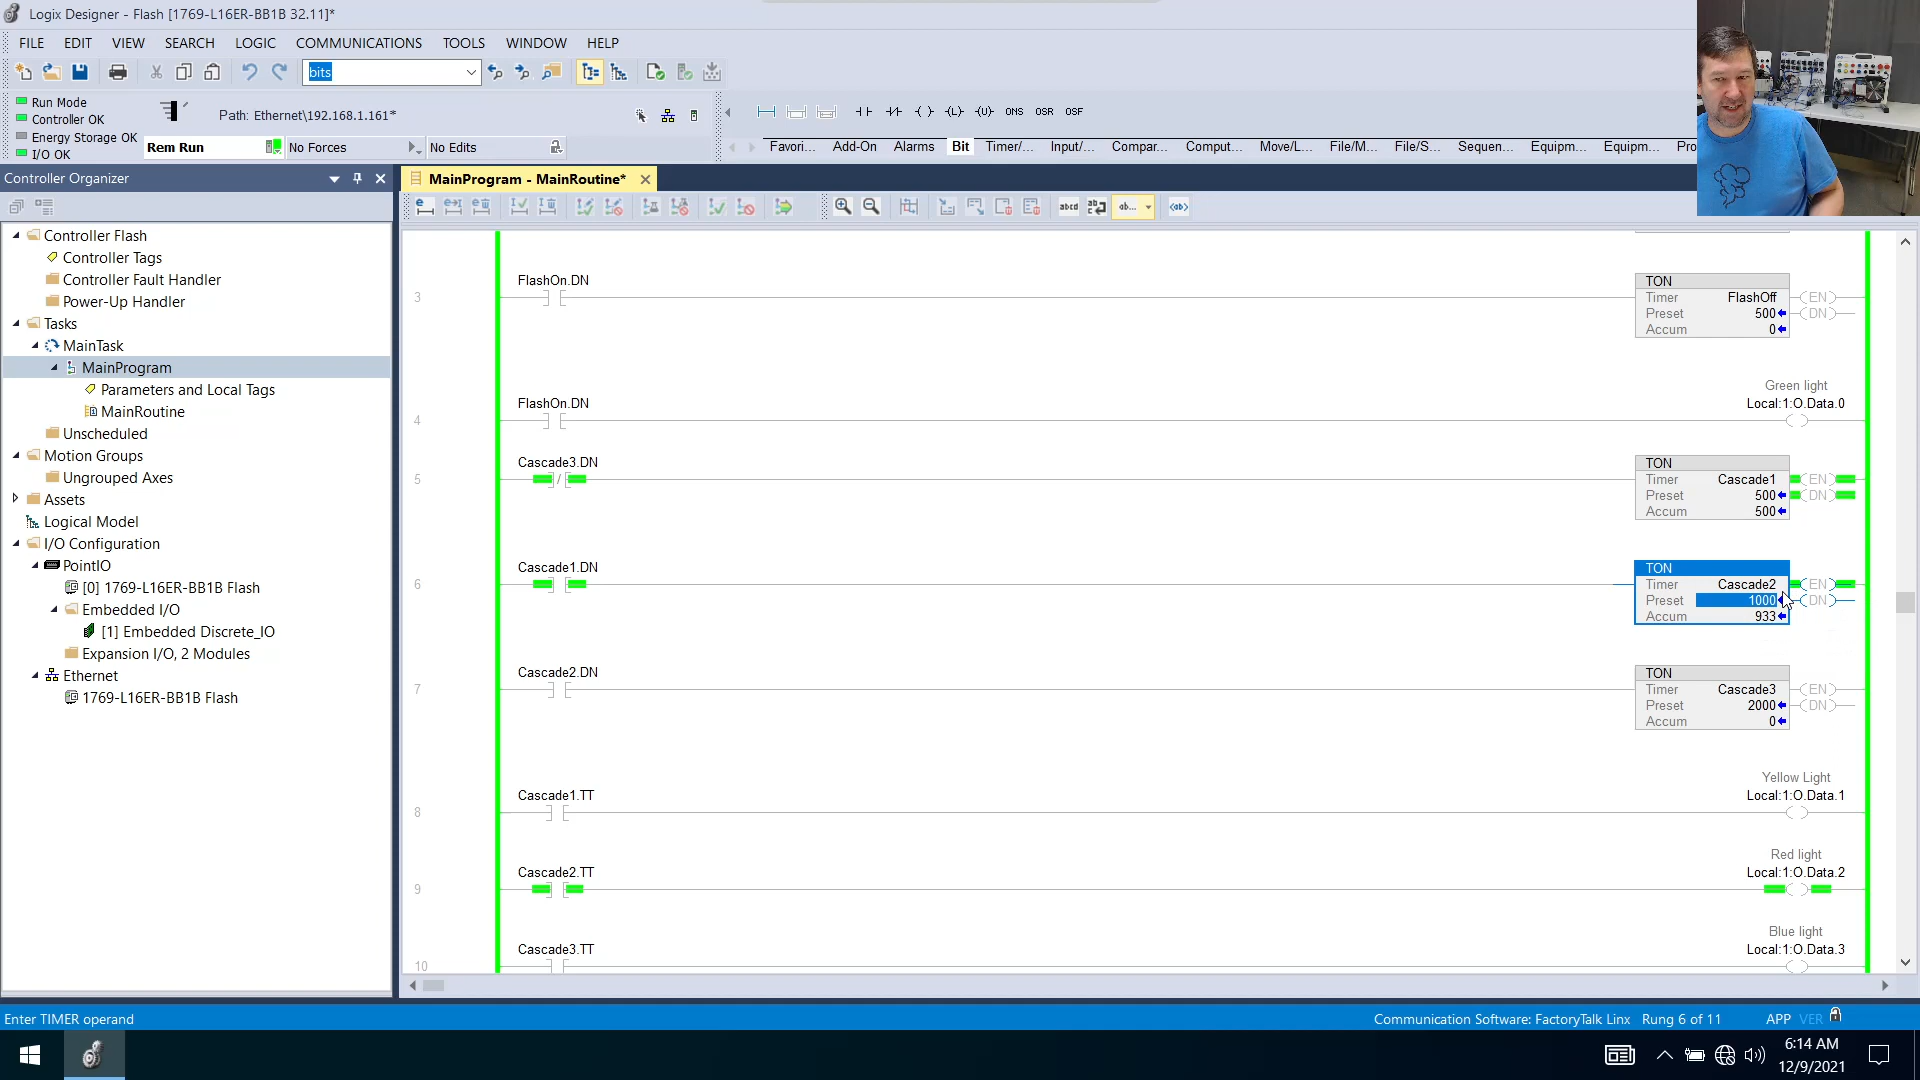 Logix Designer - Flash [1769-L16ER-BB1B 32.11]*
FILE EDIT VIEW SEARCH LOGIC COMMUNICATIONS TOOLS WINDOW HELP
bits
Run Mode
Controller OK
Energy Storage OK
I/O OK
Path: Ethernet\192.168.1.161*
Rem Run No Forces No Edits
(L) (U) ONS OSR OSF
Favori... Add-On Alarms Bit Timer/... Input/... Compar... Comput... Move/L... File/M... File/S... Sequen... Equipm... Equipm... Pro
Controller Organizer
MainProgram - MainRoutine*
abcd ab...
Controller Flash
Controller Tags
Controller Fault Handler
Power-Up Handler
Tasks
MainTask
MainProgram
Parameters and Local Tags
MainRoutine
Unscheduled
Motion Groups
Ungrouped Axes
Assets
Logical Model
I/O Configuration
PointIO
[0] 1769-L16ER-BB1B Flash
Embedded I/O
[1] Embedded Discrete_IO
Expansion I/O, 2 Modules
Ethernet
1769-L16ER-BB1B Flash
3
FlashOn.DN
TON
Timer FlashOff
Preset 500
Accum 0
EN
DN
4
FlashOn.DN
Green light
Local:1:O.Data.0
5
Cascade3.DN
/
TON
Timer Cascade1
Preset 500
Accum 500
EN
DN
6
Cascade1.DN
TON
Timer Cascade2
Preset 1000
Accum 933
EN
DN
7
Cascade2.DN
TON
Timer Cascade3
Preset 2000
Accum 0
EN
DN
8
Cascade1.TT
Yellow Light
Local:1:O.Data.1
9
Cascade2.TT
Red light
Local:1:O.Data.2
10
Cascade3.TT
Blue light
Local:1:O.Data.3
Enter TIMER operand
Communication Software: FactoryTalk Linx Rung 6 of 11 APP VER
6:14 AM
12/9/2021